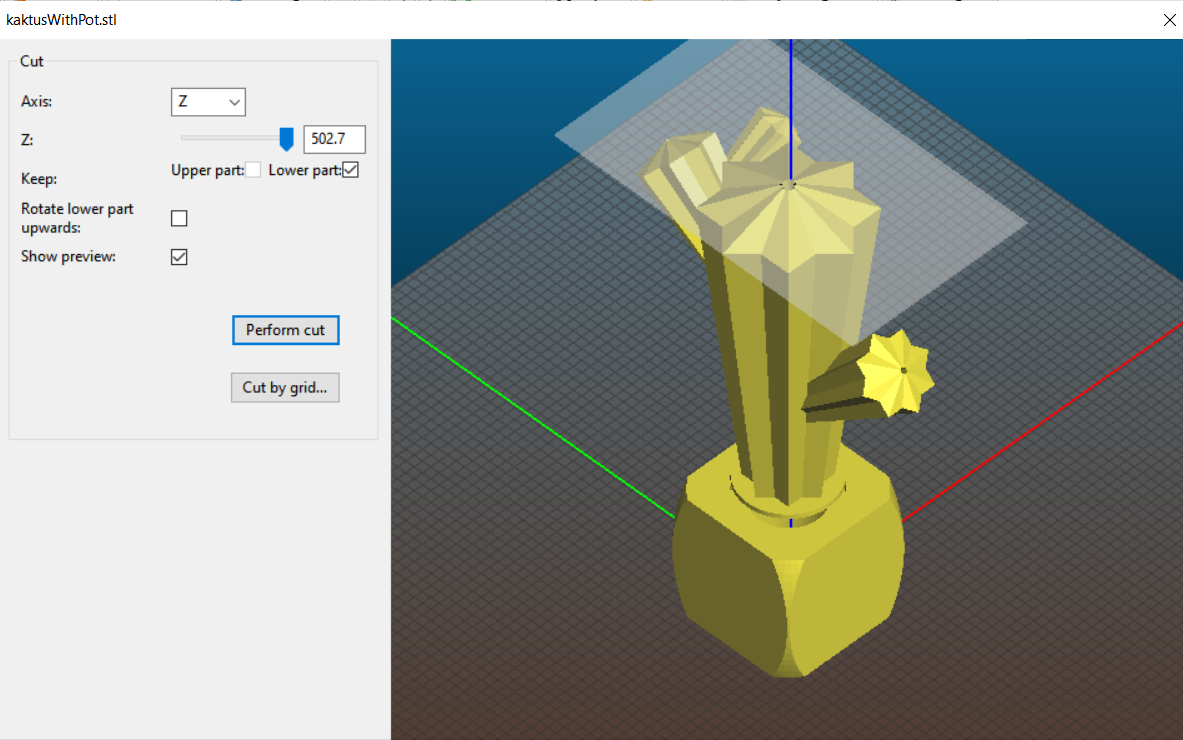 kaktusWithPot.stl
Cut
Axis:
Z
Z:
502.7
Keep:
Upper part:
Lower part:
Rotate lower part
upwards:
Show preview:
Perform cut
Cut by grid...